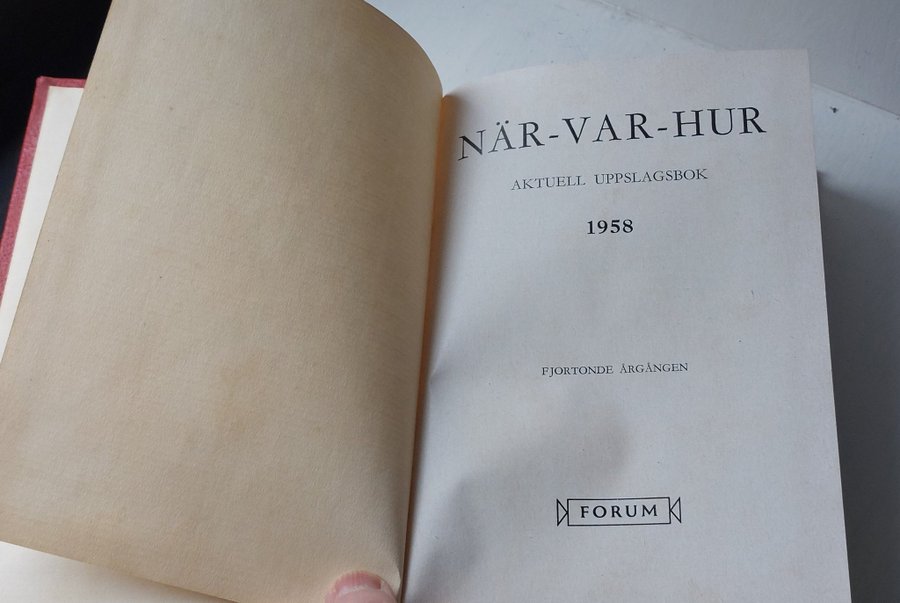 NÄR-VAR-HUR
AKTUELL UPPSLAGSBOK
1958
FJORTONDE ÅRGÅNGEN
FORUM